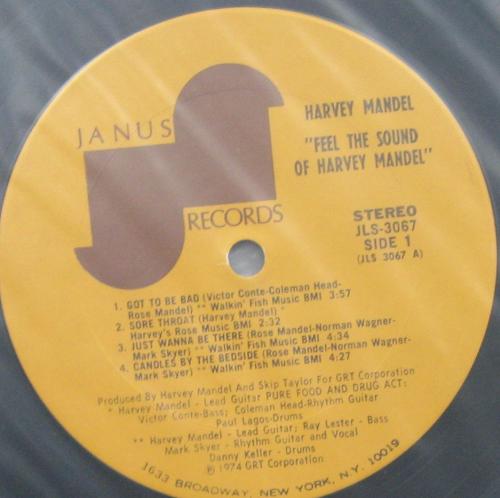 JANUS
RECORDS
HARVEY MANDEL
"FEEL THE SOUND
OF HARVEY MANDEL"
STEREO
JLS-3067
SIDE 1
(JLS 3067 A)
1. GOT TO BE BAD (Victor Conte-Coleman Head-
Rose Mandel) ** Walkin' Fish Music BMI 3:57
2. SORE THROAT (Harvey Mandel) *
Harvey's Rose Music BMI 2:32
3. JUST WANNA BE THERE (Rose Mandel-Norman Wagner-
Mark Skyer) ** Walkin' Fish Music BMI 4:34
4. CANDLES BY THE BEDSIDE (Rose Mandel-Norman Wagner-
Mark Skyer) ** Walkin' Fish Music BMI 4:27
Produced By Harvey Mandel And Skip Taylor For GRT Corporation
* Harvey Mandel - Lead Guitar PURE FOOD AND DRUG ACT:
Victor Conte-Bass; Coleman Head-Rhythm Guitar
Paul Lagos-Drums
** Harvey Mandel - Lead Guitar; Ray Lester - Bass
Mark Skyer - Rhythm Guitar and Vocal
Danny Keller - Drums
℗1974 GRT Corporation
1633 BROADWAY, NEW YORK, N.Y. 10019